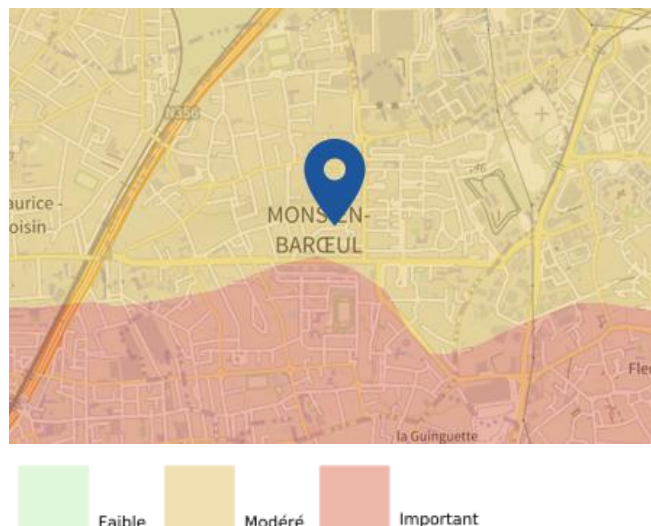 N356
aurice -
oisin
MONS-EN-
BARŒUL
Fle
la Guinguette
Faible
Modéré
Important